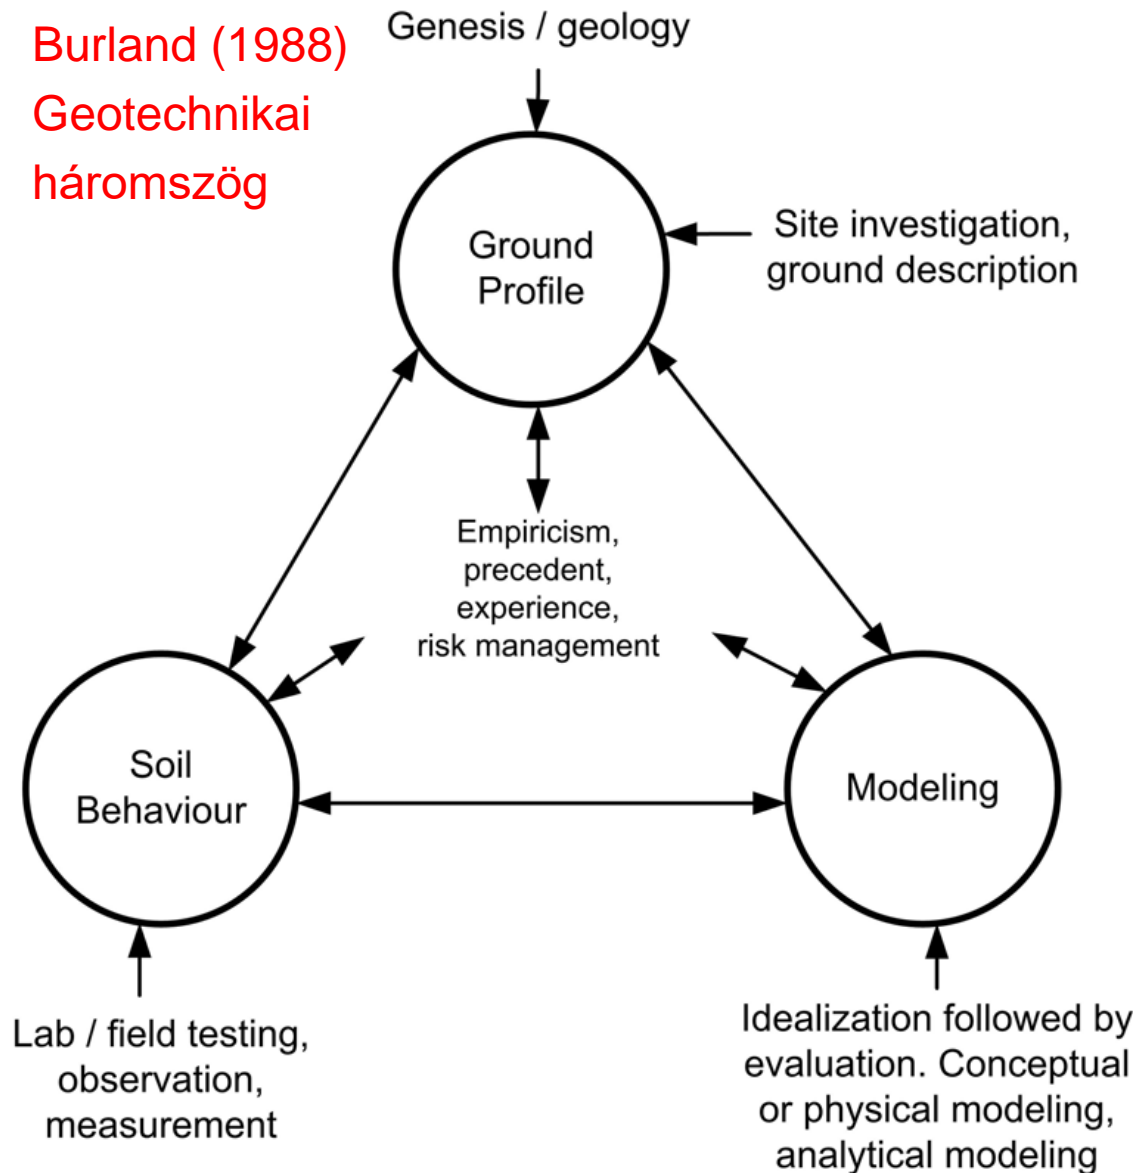 Burland (1988)
Geotechnikai
háromszög
Genesis / geology
Ground
Profile
Site investigation,
ground description
Empiricism,
precedent,
experience,
risk management
Soil
Behaviour
Modeling
Lab / field testing,
observation,
measurement
Idealization followed by
evaluation. Conceptual
or physical modeling,
analytical modeling